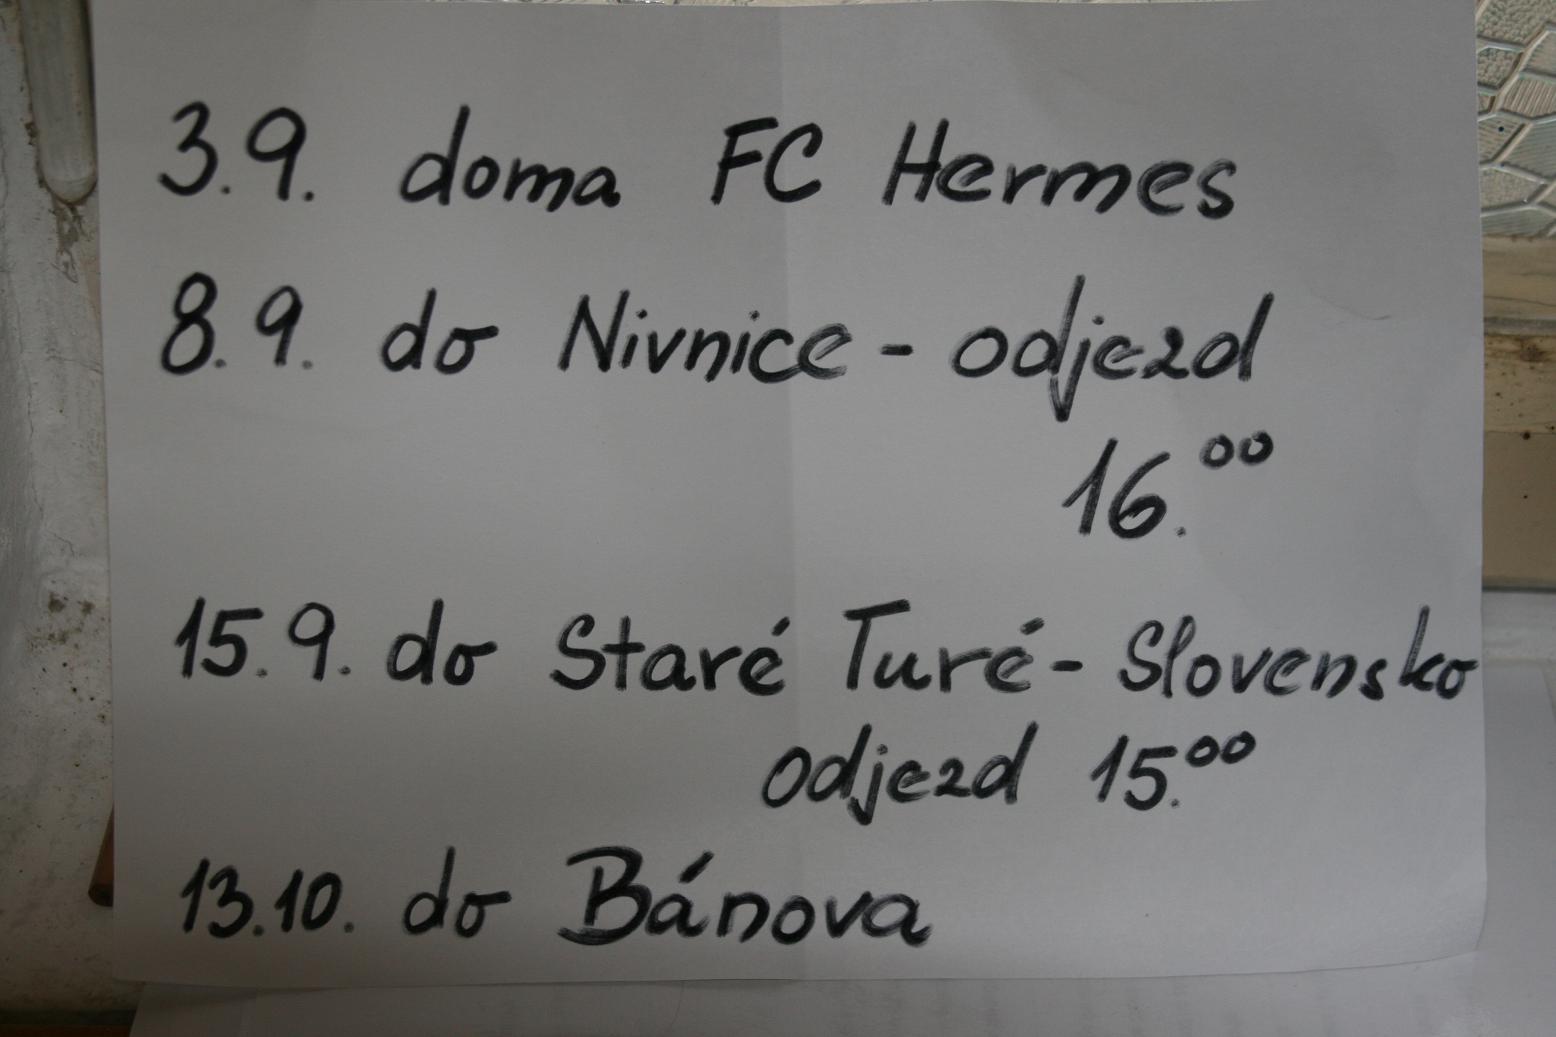 3.9. doma FC Hermes
8.9. do Nivnice - odjezd
16.00
15.9. do Staré Turé - Slovensko
odjezd 15.00
13.10. do Bánova